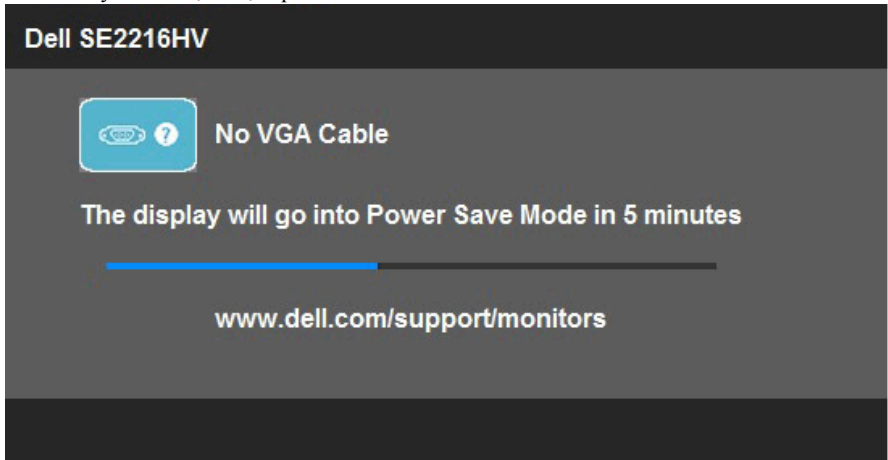 Dell SE2216HV
No VGA Cable
The display will go into Power Save Mode in 5 minutes
www.dell.com/support/monitors